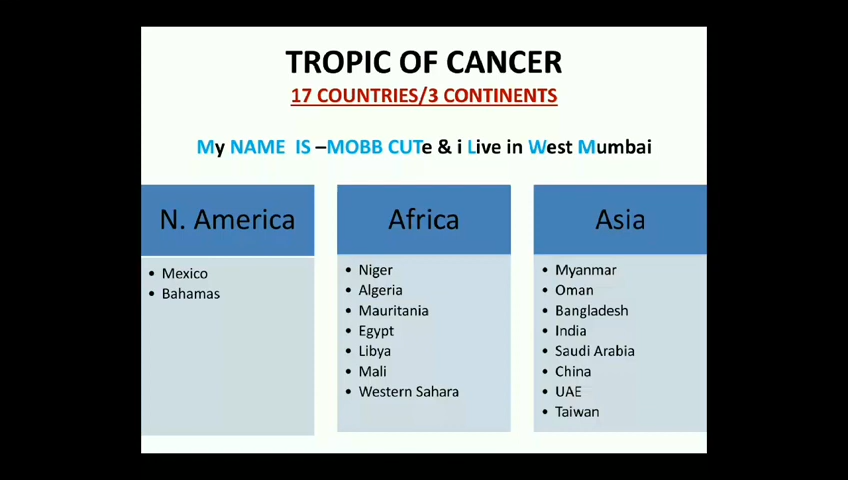 TROPIC OF CANCER
17 COUNTRIES/3 CONTINENTS
My NAME IS –MOBB CUTe & i Live in West Mumbai
N. America
• Mexico
• Bahamas
Africa
• Niger
• Algeria
• Mauritania
• Egypt
• Libya
• Mali
• Western Sahara
Asia
• Myanmar
• Oman
• Bangladesh
• India
• Saudi Arabia
• China
• UAE
• Taiwan